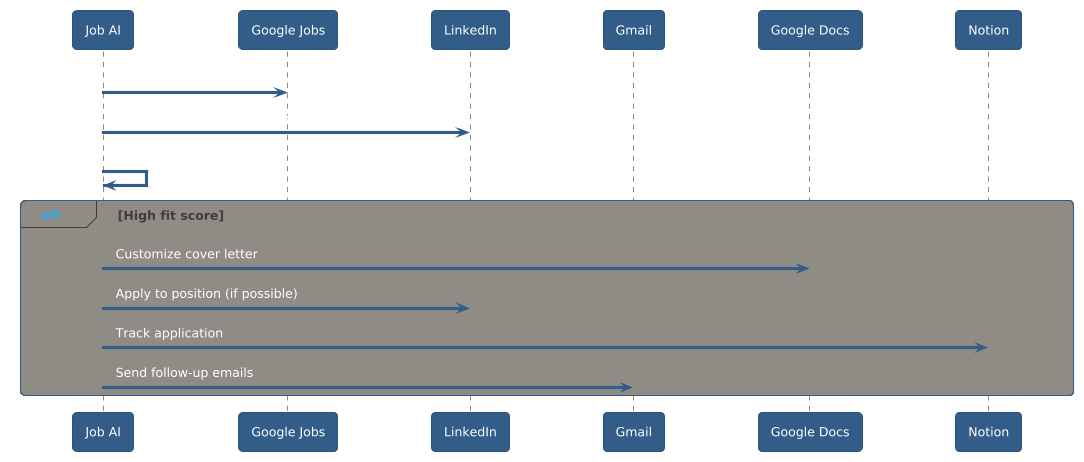 Job AI
Google Jobs
LinkedIn
Gmail
Google Docs
Notion
alt
[High fit score]
Customize cover letter
Apply to position (if possible)
Track application
Send follow-up emails
Job AI
Google Jobs
LinkedIn
Gmail
Google Docs
Notion